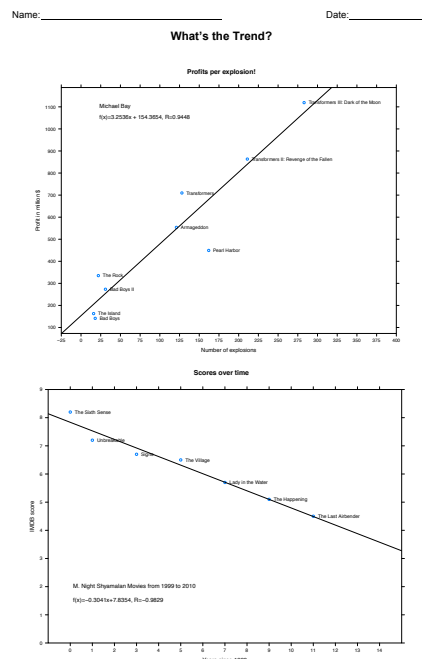 Name: Date:
What's the Trend?
Profits per explosion!
Michael Bay
f(x)=3.2536x + 154.3654, R=0.9448
Transformers III: Dark of the Moon
Transformers II: Revenge of the Fallen
Transformers
Armageddon
Pearl Harbor
The Rock
Bad Boys II
The Island
Bad Boys
1100
1000
900
800
700
600
500
400
300
200
100
Profit in million $
−25 0 25 50 75 100 125 150 175 200 225 250 275 300 325 350 375 400
Number of explosions
Scores over time
The Sixth Sense
Unbreakable
Signs
The Village
Lady in the Water
The Happening
The Last Airbender
M. Night Shyamalan Movies from 1999 to 2010
f(x)=−0.3041x+7.8354, R=−0.9829
9
8
7
6
5
4
3
2
1
0
IMDB score
0 1 2 3 4 5 6 7 8 9 10 11 12 13 14